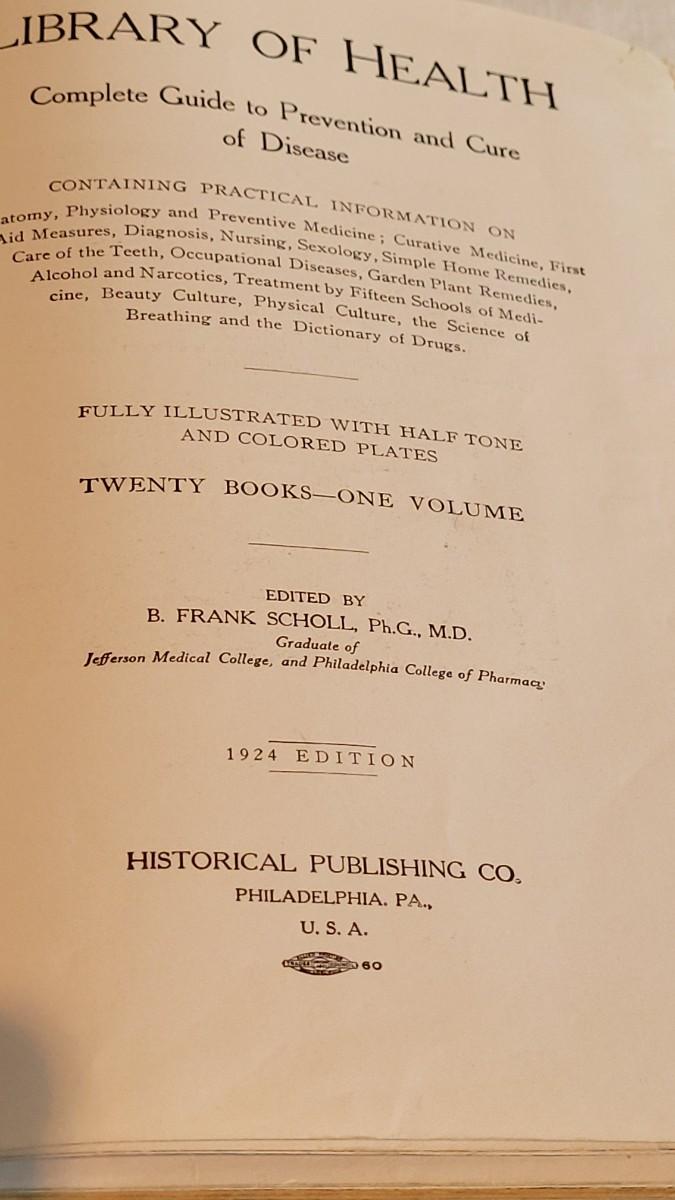 LIBRARY OF HEALTH
Complete Guide to Prevention and Cure
of Disease
CONTAINING PRACTICAL INFORMATION ON
atomy, Physiology and Preventive Medicine; Curative Medicine, First
Aid Measures, Diagnosis, Nursing, Sexology, Simple Home Remedies,
Care of the Teeth, Occupational Diseases, Garden Plant Remedies,
Alcohol and Narcotics, Treatment by Fifteen Schools of Medi-
cine, Beauty Culture, Physical Culture, the Science of
Breathing and the Dictionary of Drugs.
FULLY ILLUSTRATED WITH HALF TONE
AND COLORED PLATES
TWENTY BOOKS—ONE VOLUME
EDITED BY
B. FRANK SCHOLL, Ph.G., M.D.
Graduate of
Jefferson Medical College, and Philadelphia College of Pharmacy
1924 EDITION
HISTORICAL PUBLISHING CO.
PHILADELPHIA. PA.,
U. S. A.
60